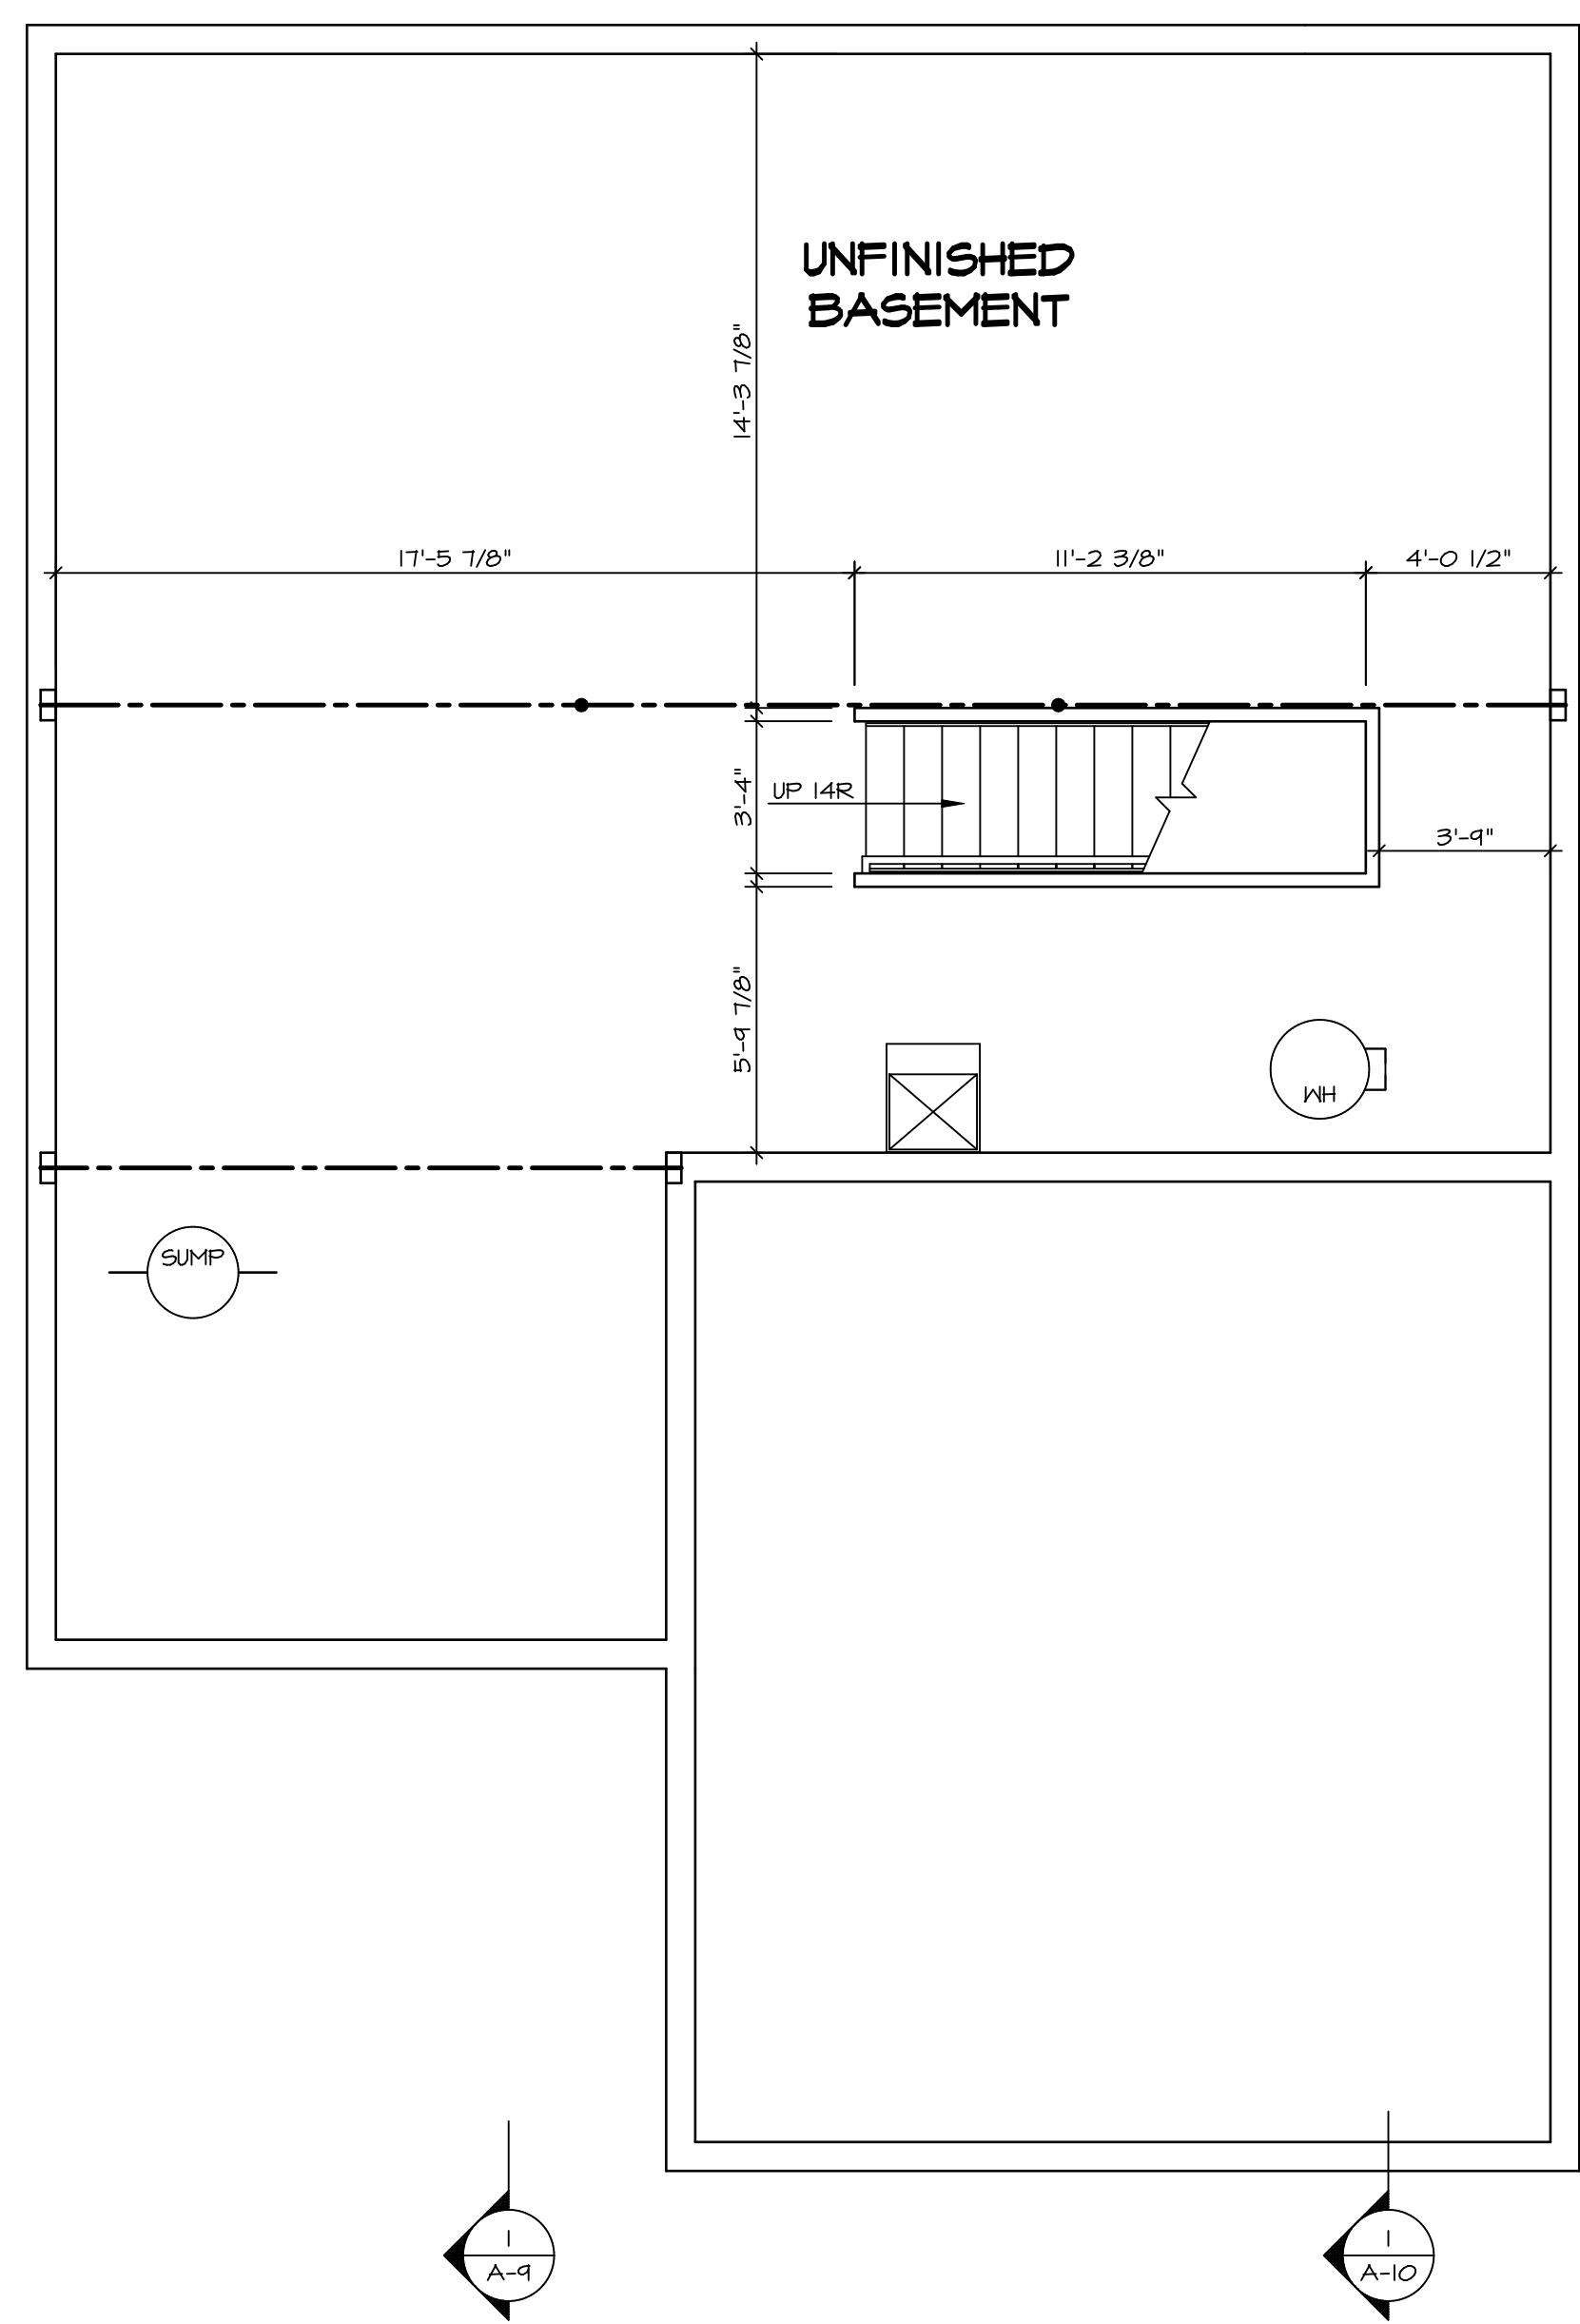 UNFINISHED
BASEMENT
14'-3 7/8"
17'-5 7/8"
11'-2 3/8"
4'-0 1/2"
3'-4"
UP 14R
3'-9"
5'-9 7/8"
WH
SUMP
1
A-9
1
A-10